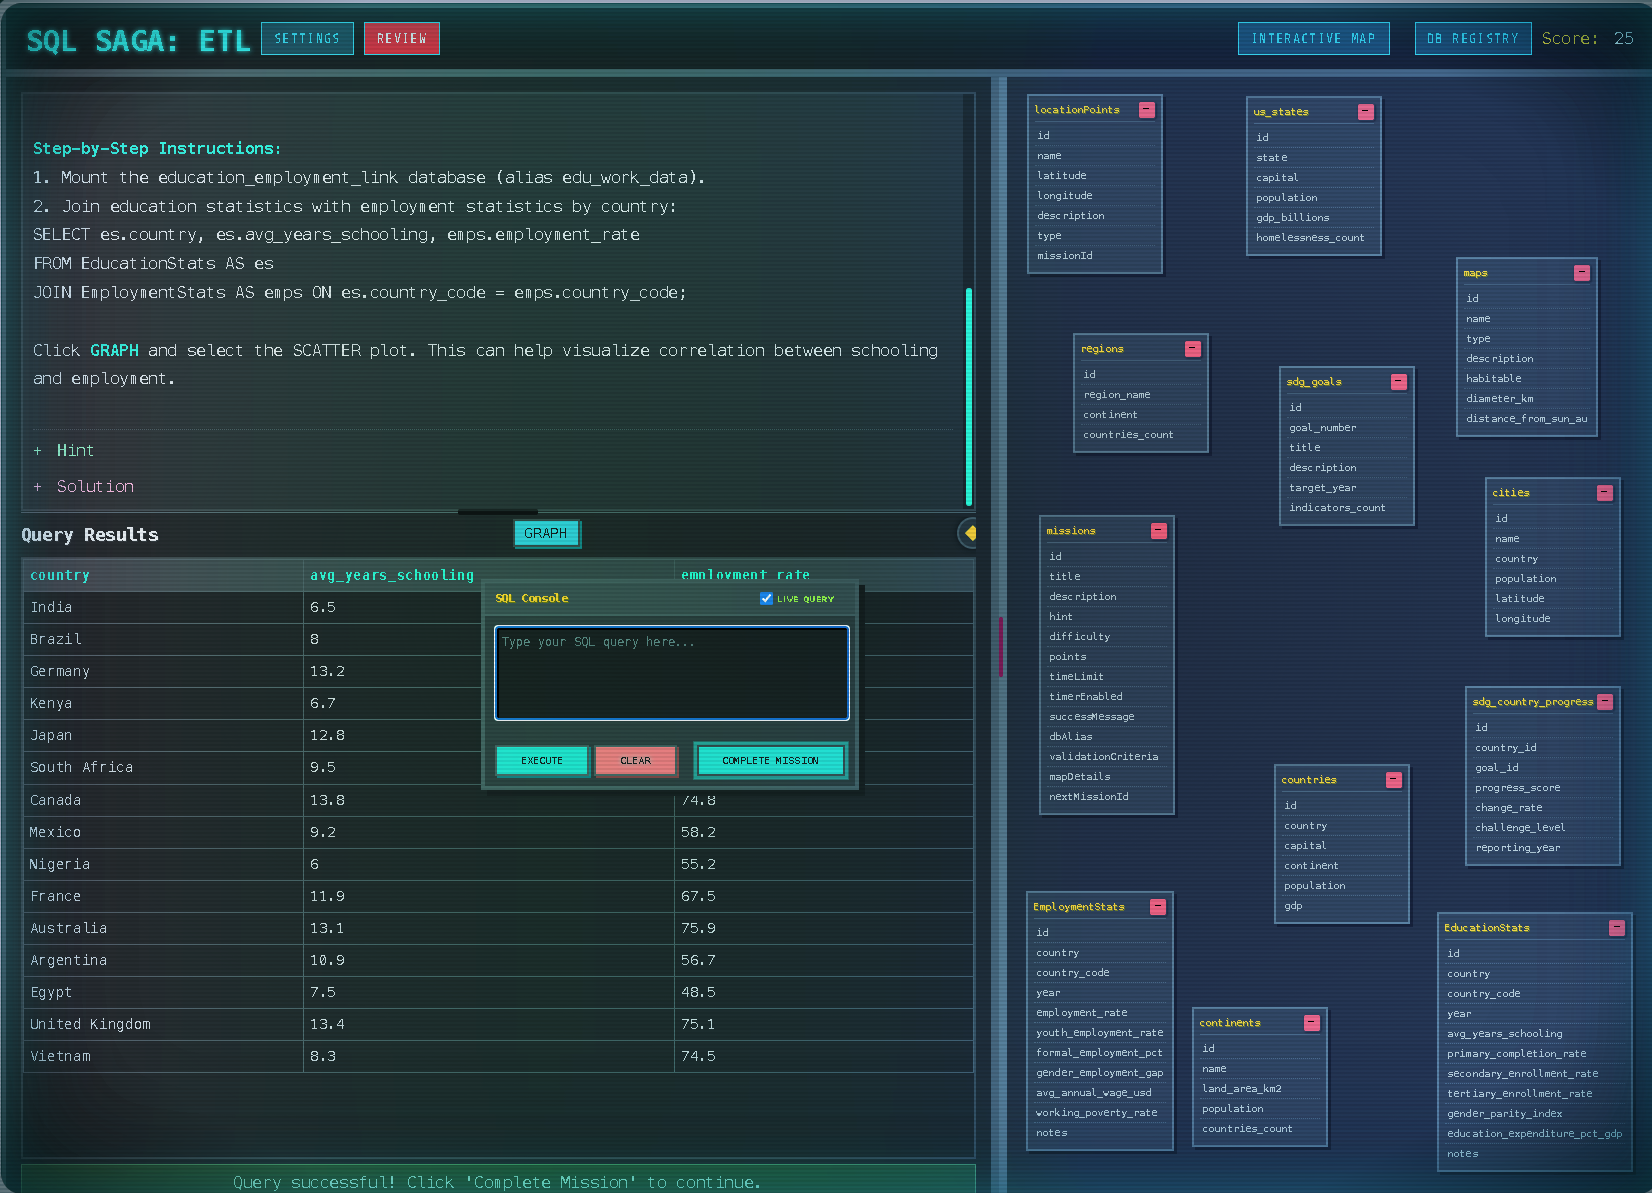 SQL SAGA: ETL
SETTINGS
REVIEW
INTERACTIVE MAP
DB REGISTRY
Score: 25
Step-by-Step Instructions:
1. Mount the education_employment_link database (alias edu_work_data).
2. Join education statistics with employment statistics by country:
SELECT es.country, es.avg_years_schooling, emps.employment_rate
FROM EducationStats AS es
JOIN EmploymentStats AS emps ON es.country_code = emps.country_code;
Click GRAPH and select the SCATTER plot. This can help visualize correlation between schooling
and employment.
+ Hint
+ Solution
Query Results
GRAPH
country avg_years_schooling employment_rate
India 6.5
Brazil 8
Germany 13.2
Kenya 6.7
Japan 12.8
South Africa 9.5
Canada 13.8 74.8
Mexico 9.2 58.2
Nigeria 6 55.2
France 11.9 67.5
Australia 13.1 75.9
Argentina 10.9 56.7
Egypt 7.5 48.5
United Kingdom 13.4 75.1
Vietnam 8.3 74.5
SQL Console
LIVE QUERY
Type your SQL query here...
EXECUTE
CLEAR
COMPLETE MISSION
Query successful! Click 'Complete Mission' to continue.
locationPoints
id
name
latitude
longitude
description
type
missionId
us_states
id
state
capital
population
gdp_billions
homelessness_count
maps
id
name
type
description
habitable
diameter_km
distance_from_sun_au
regions
id
region_name
continent
countries_count
sdg_goals
id
goal_number
title
description
target_year
indicators_count
cities
id
name
country
population
latitude
longitude
missions
id
title
description
hint
difficulty
points
timeLimit
timerEnabled
successMessage
dbAlias
validationCriteria
mapDetails
nextMissionId
sdg_country_progress
id
country_id
goal_id
progress_score
change_rate
challenge_level
reporting_year
countries
id
country
capital
continent
population
gdp
EmploymentStats
id
country
country_code
year
employment_rate
youth_employment_rate
formal_employment_pct
gender_employment_gap
avg_annual_wage_usd
working_poverty_rate
notes
continents
id
name
land_area_km2
population
countries_count
EducationStats
id
country
country_code
year
avg_years_schooling
primary_completion_rate
secondary_enrollment_rate
tertiary_enrollment_rate
gender_parity_index
education_expenditure_pct_gdp
notes